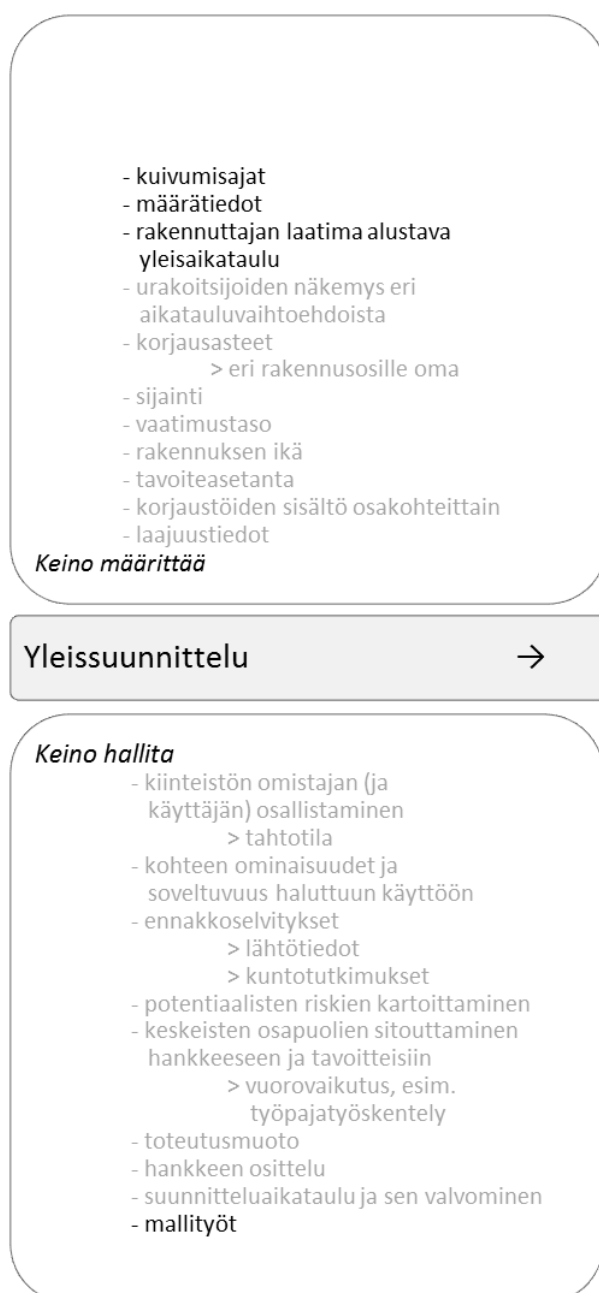 - kuivumisajat
- määrätiedot
- rakennuttajan laatima alustava
yleisaikataulu
- urakoitsijoiden näkemys eri
aikatauluvaihtoehdoista
- korjausasteet
> eri rakennusosille oma
- sijainti
- vaatimustaso
- rakennuksen ikä
- tavoiteasetanta
- korjaustöiden sisältö osakohteittain
- laajuustiedot
Keino määrittää
Yleissuunnittelu →
Keino hallita
- kiinteistön omistajan (ja
käyttäjän) osallistaminen
> tahtotila
- kohteen ominaisuudet ja
soveltuvuus haluttuun käyttöön
- ennakkoselvitykset
> lähtötiedot
> kuntotutkimukset
- potentiaalisten riskien kartoittaminen
- keskeisten osapuolien sitouttaminen
hankkeeseen ja tavoitteisiin
> vuorovaikutus, esim.
työpajatyöskentely
- toteutusmuoto
- hankkeen osittelu
- suunnitteluaikataulu ja sen valvominen
- mallityöt